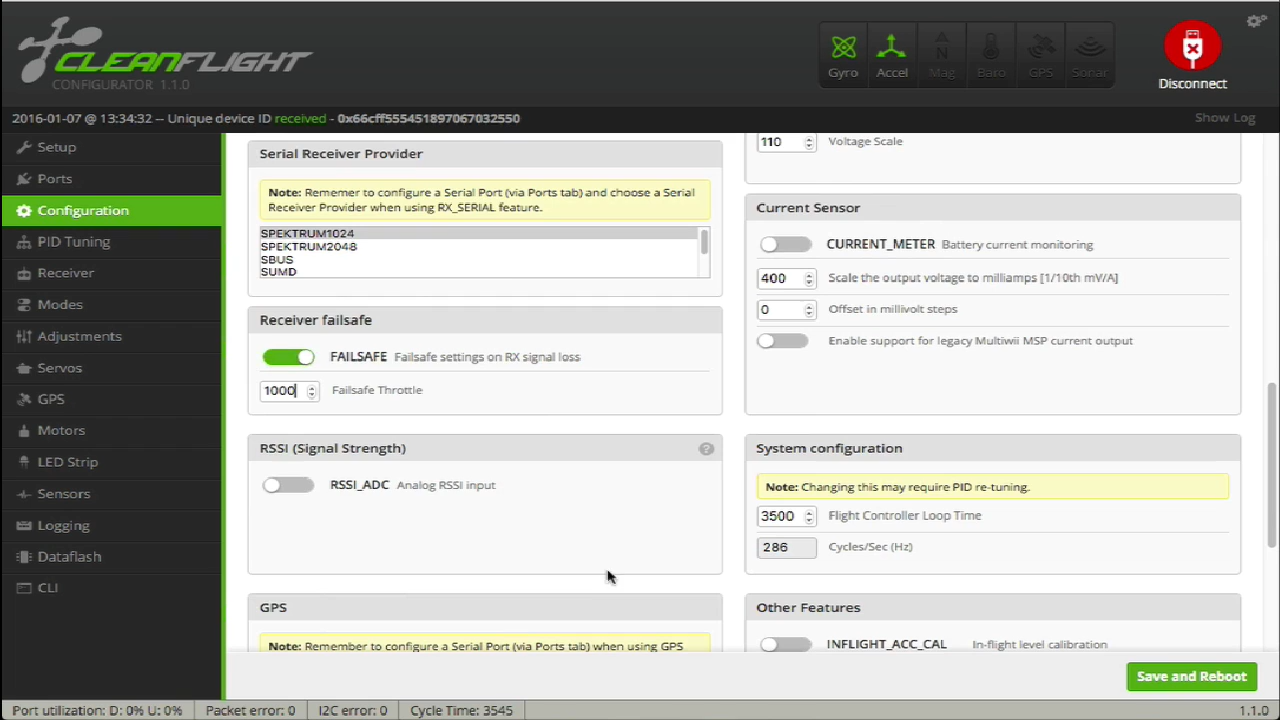 CLEANFLIGHT
CONFIGURATOR 1.1.0
Gyro
Accel
Mag
Baro
GPS
Sonar
Disconnect
2016-01-07 @ 13:34:32 -- Unique device ID received - 0x66cff555451897067032550
Show Log
Setup
Ports
Configuration
PID Tuning
Receiver
Modes
Adjustments
Servos
GPS
Motors
LED Strip
Sensors
Logging
Dataflash
CLI
Serial Receiver Provider
Note: Rememer to configure a Serial Port (via Ports tab) and choose a Serial
Receiver Provider when using RX_SERIAL feature.
SPEKTRUM1024
SPEKTRUM2048
SBUS
SUMD
Receiver failsafe
FAILSAFE Failsafe settings on RX signal loss
1000 Failsafe Throttle
RSSI (Signal Strength)
RSSI_ADC Analog RSSI input
GPS
Note: Remember to configure a Serial Port (via Ports tab) when using GPS
110 Voltage Scale
Current Sensor
CURRENT_METER Battery current monitoring
400 Scale the output voltage to milliamps [1/10th mV/A]
0 Offset in millivolt steps
Enable support for legacy Multiwii MSP current output
System configuration
Note: Changing this may require PID re-tuning.
3500 Flight Controller Loop Time
286 Cycles/Sec (Hz)
Other Features
INFLIGHT_ACC_CAL In-flight level calibration
Save and Reboot
Port utilization: D: 0% U: 0%
Packet error: 0
I2C error: 0
Cycle Time: 3545
1.1.0